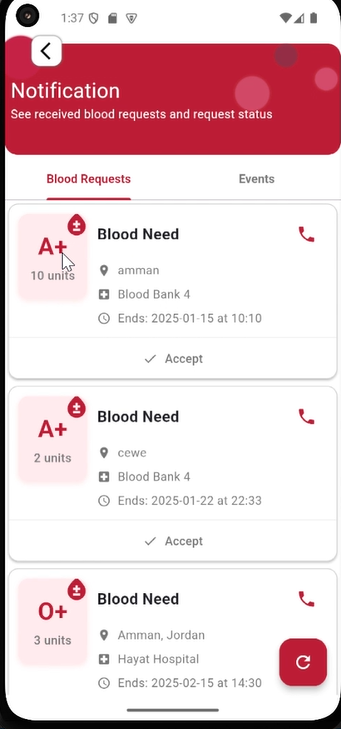 1:37
Notification
See received blood requests and request status
Blood Requests
Events
A+
10 units
Blood Need
amman
Blood Bank 4
Ends: 2025-01-15 at 10:10
Accept
A+
2 units
Blood Need
cewe
Blood Bank 4
Ends: 2025-01-22 at 22:33
Accept
O+
3 units
Blood Need
Amman, Jordan
Hayat Hospital
Ends: 2025-02-15 at 14:30